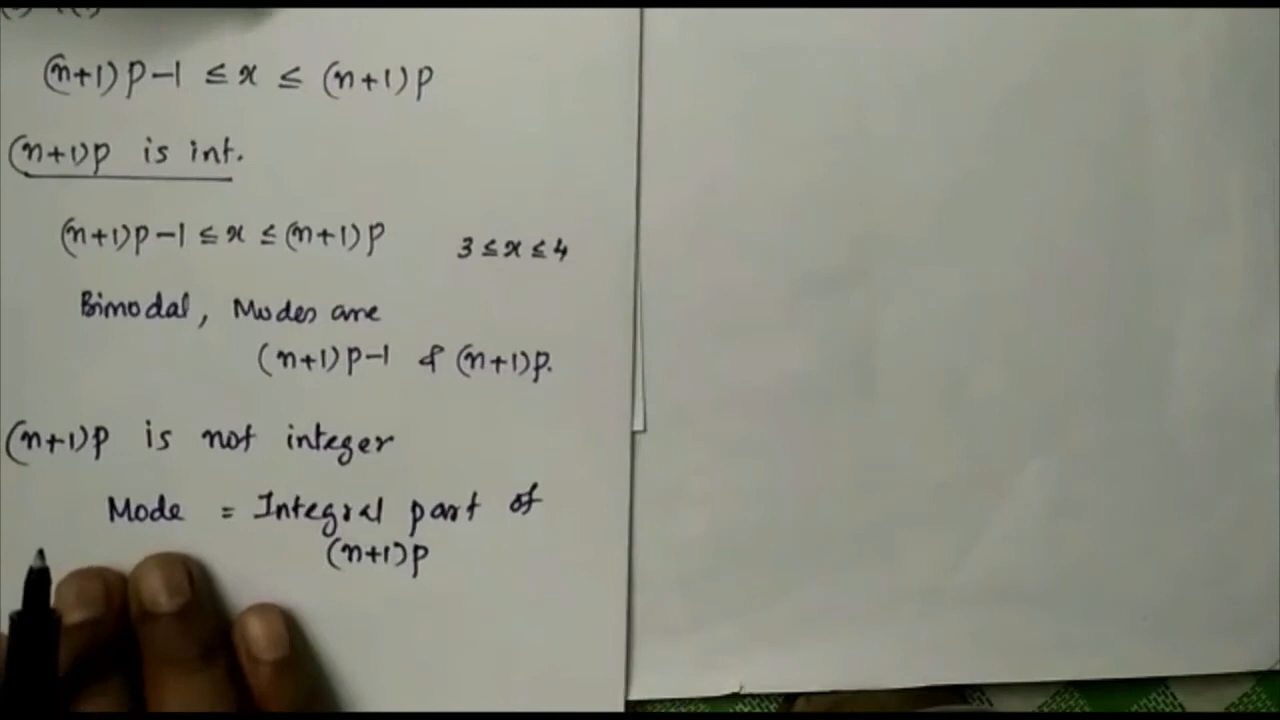 (n+1)p-1 ≤ x ≤ (n+1)p
(n+1)p is int.
(n+1)p-1 ≤ x ≤ (n+1)p 3 ≤ x ≤ 4
Bimodal, Modes are
(n+1)p-1 & (n+1)p.
(n+1)p is not integer
Mode = Integral part of
(n+1)p